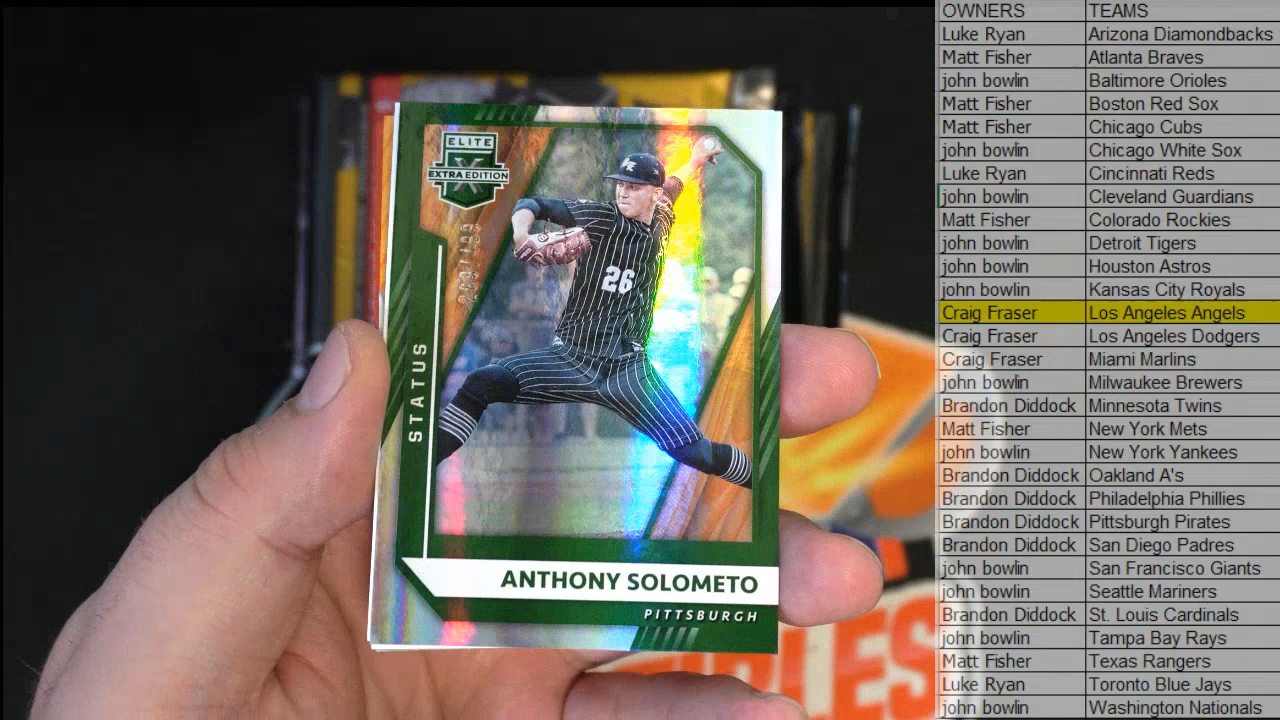 ELITE
X
EXTRA EDITION
STATUS
26
ANTHONY SOLOMETO
PITTSBURGH
OWNERS TEAMS
Luke Ryan Arizona Diamondbacks
Matt Fisher Atlanta Braves
john bowlin Baltimore Orioles
Matt Fisher Boston Red Sox
Matt Fisher Chicago Cubs
john bowlin Chicago White Sox
Luke Ryan Cincinnati Reds
john bowlin Cleveland Guardians
Matt Fisher Colorado Rockies
john bowlin Detroit Tigers
john bowlin Houston Astros
john bowlin Kansas City Royals
Craig Fraser Los Angeles Angels
Craig Fraser Los Angeles Dodgers
Craig Fraser Miami Marlins
john bowlin Milwaukee Brewers
Brandon Diddock Minnesota Twins
Matt Fisher New York Mets
john bowlin New York Yankees
Brandon Diddock Oakland A's
Brandon Diddock Philadelphia Phillies
Brandon Diddock Pittsburgh Pirates
Brandon Diddock San Diego Padres
john bowlin San Francisco Giants
john bowlin Seattle Mariners
Brandon Diddock St. Louis Cardinals
john bowlin Tampa Bay Rays
Matt Fisher Texas Rangers
Luke Ryan Toronto Blue Jays
john bowlin Washington Nationals